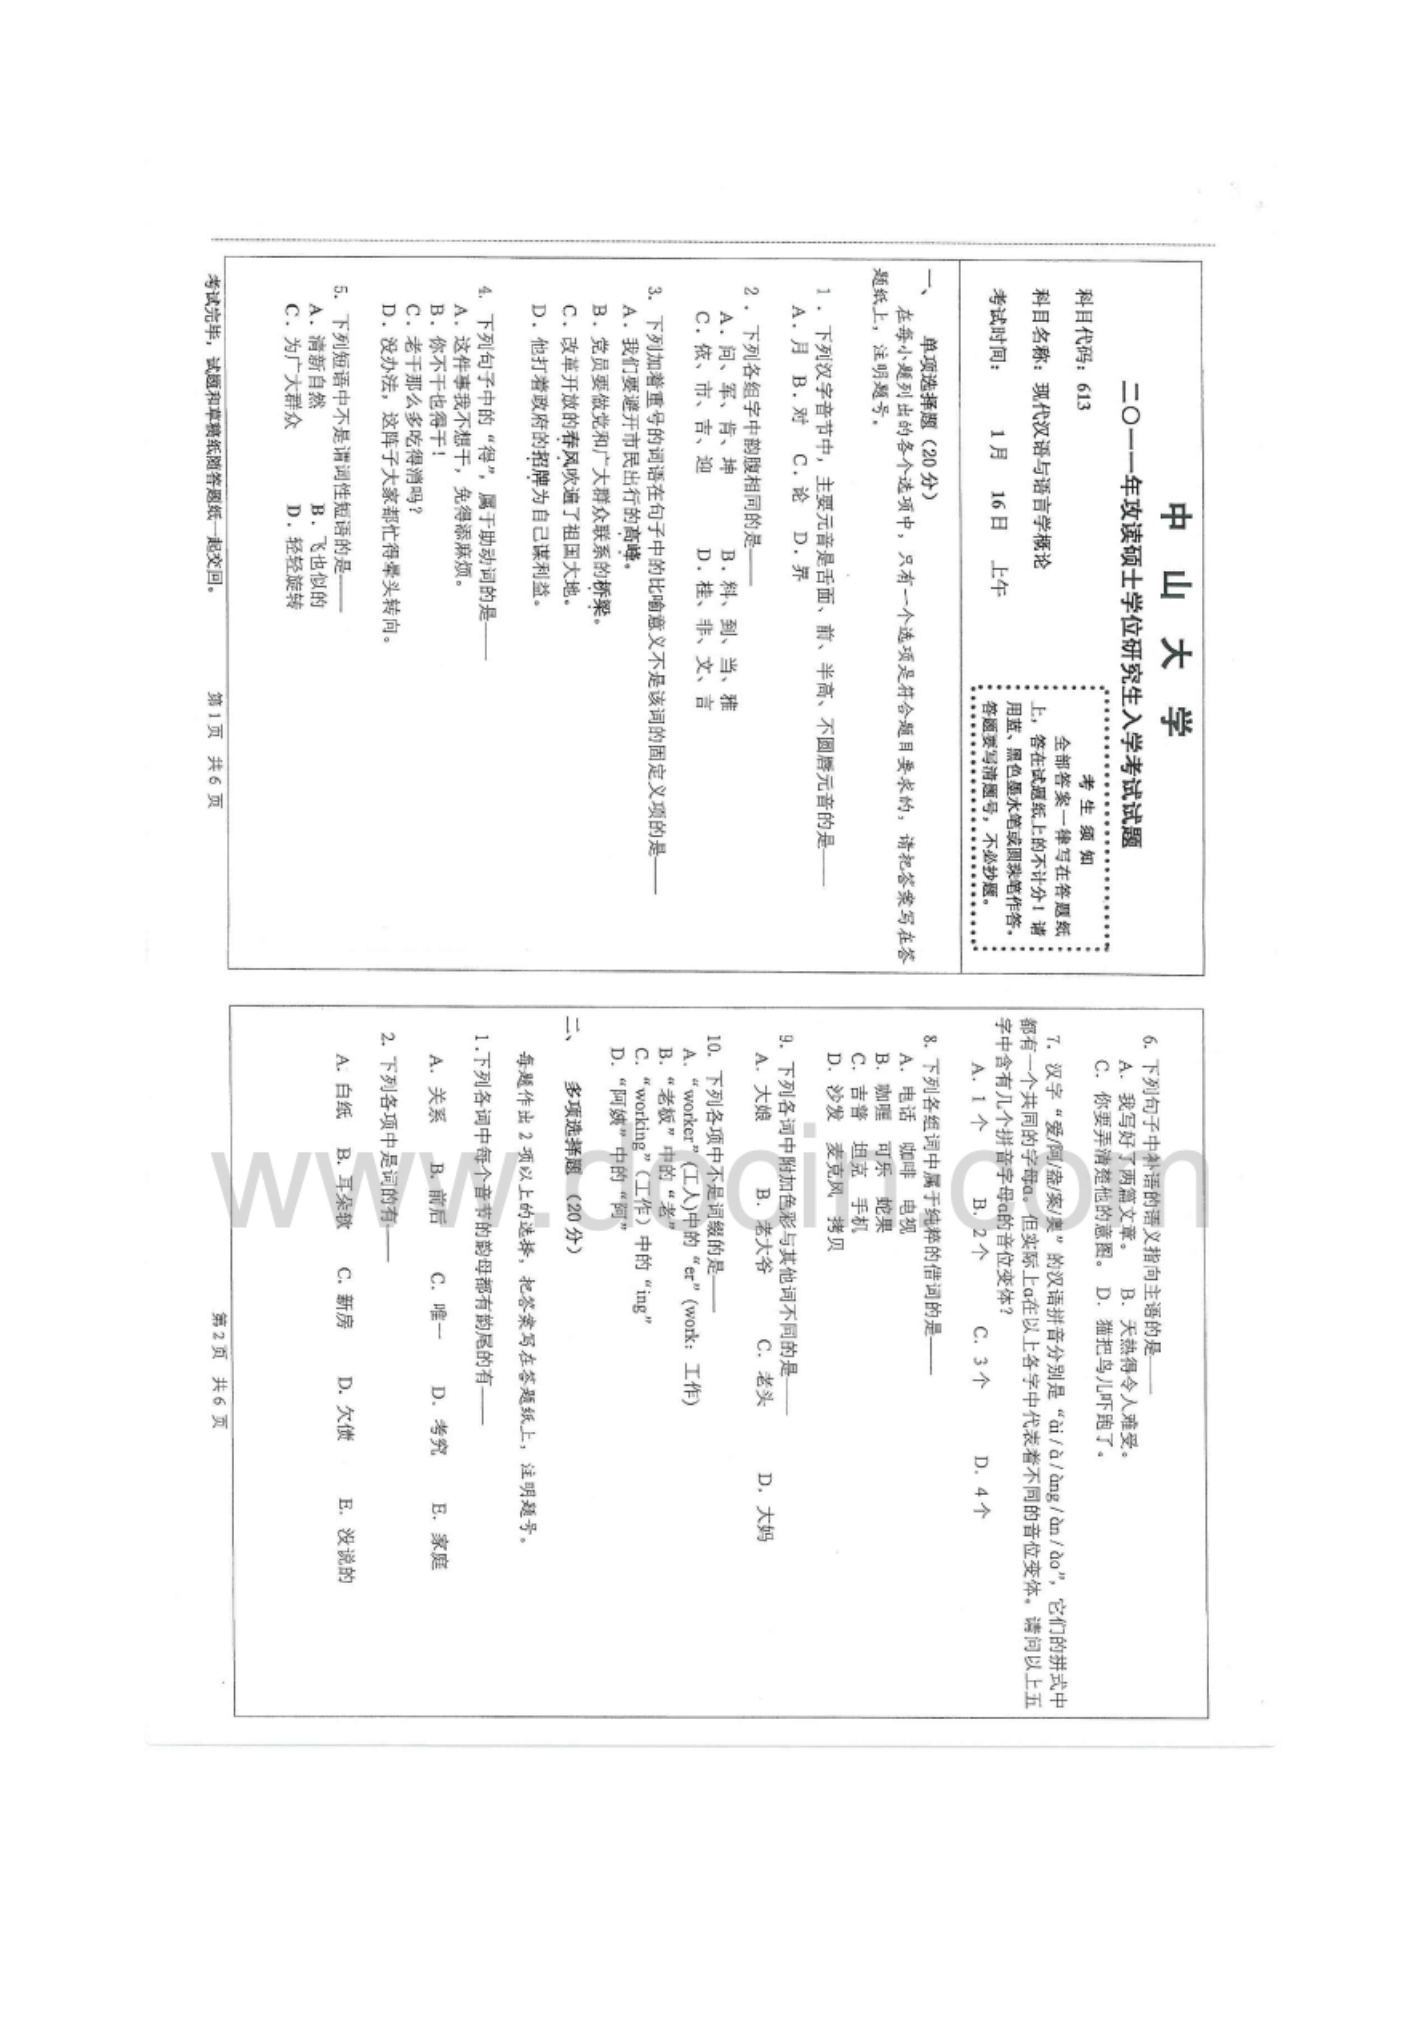 中 山 大 学
二〇一一年攻读硕士学位研究生入学考试试题
科目代码：613
科目名称：现代汉语与语言学概论
考试时间： 1月 16日 上午
考 生 须 知
全部答案一律写在答题纸
上，答在试题纸上的不计分！请
用蓝、黑色墨水笔或圆珠笔作答。
答题要写清题号，不必抄题。
一、 单项选择题（20分）
在每小题列出的各个选项中，只有一个选项是符合题目要求的，请把答案写在答
题纸上，注明题号。
1．下列汉字音节中，主要元音是舌面、前、半高、不圆唇元音的是——
A．月 B．对 C．论 D．界
2．下列各组字中韵腹相同的是——
A．问、军、肯、坤 B．科、到、当、雅
C．依、市、吉、迎 D．桂、非、文、言
3．下列加着重号的词语在句子中的比喻意义不是该词的固定义项的是——
A．我们要避开市民出行的高峰。
B．党员要做党和广大群众联系的桥梁。
C．改革开放的春风吹遍了祖国大地。
D．他打着政府的招牌为自己谋利益。
4．下列句子中的“得”，属于助动词的是——
A．这件事我不想干，免得添麻烦。
B．你不干也得干！
C．老干那么多吃得消吗？
D．没办法，这阵子大家都忙得晕头转向。
5．下列短语中不是谓词性短语的是——
A．清新自然 B．飞也似的
C．为广大群众 D．轻轻旋转
考试完毕，试题和草稿纸随答题纸一起交回。 第1页 共6页
6．下列句子中补语的语义指向主语的是——
A．我写好了两篇文章。 B．天热得令人难受。
C．你要弄清楚他的意图。 D．猫把鸟儿吓跑了。
7．汉字“爱/阿/盎/案/奥”的汉语拼音分别是“ài/à/àng/àn/ào”，它们的拼式中
都有一个共同的字母ɑ。但实际上ɑ在以上各字中代表着不同的音位变体。请问以上五
字中含有几个拼音字母ɑ的音位变体？
A．1个 B．2个 C．3个 D．4个
8．下列各组词中属于纯粹的借词的是——
A．电话 咖啡 电视
B．咖喱 可乐 蛇果
C．吉普 坦克 手机
D．沙发 麦克风 拷贝
9．下列各词中附加色彩与其他词不同的是——
A．大娘 B．老大爷 C．老头 D．大妈
10．下列各项中不是词缀的是——
A．“worker”(工人)中的“er”(work：工作)
B．“老板”中的“老”
C．“working”（工作）中的“ing”
D．“阿姨”中的“阿”
二、 多项选择题（20分）
每题作出2项以上的选择，把答案写在答题纸上，注明题号。
1.下列各词中每个音节的韵母都有韵尾的有——
A．关系 B．前后 C．唯一 D．考究 E．家庭
2．下列各项中是词的有——
A．白纸 B．耳朵软 C．新房 D．欠债 E．没说的
第2页 共6页
www.docin.com